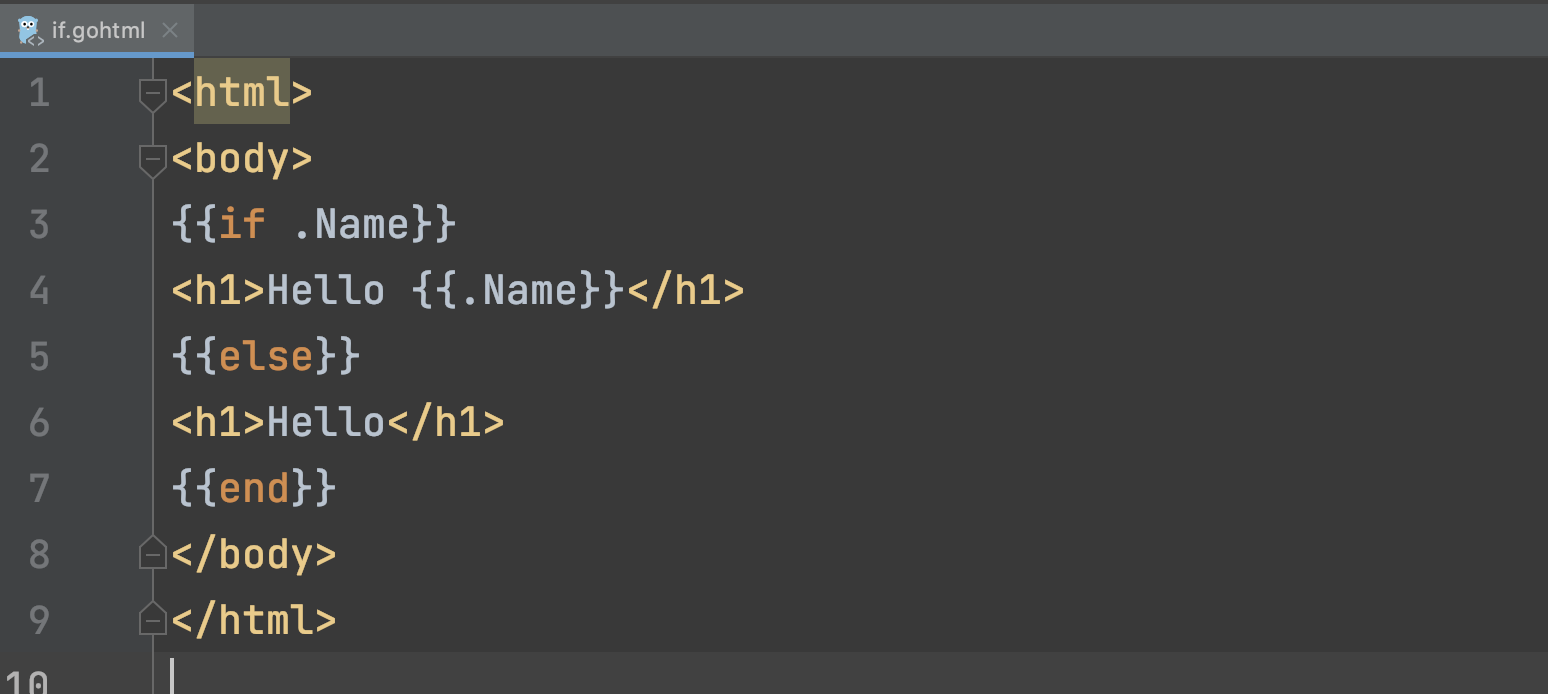 if.gohtml
1 <html>
2 <body>
3 {{if .Name}}
4 <h1>Hello {{.Name}}</h1>
5 {{else}}
6 <h1>Hello</h1>
7 {{end}}
8 </body>
9 </html>
10